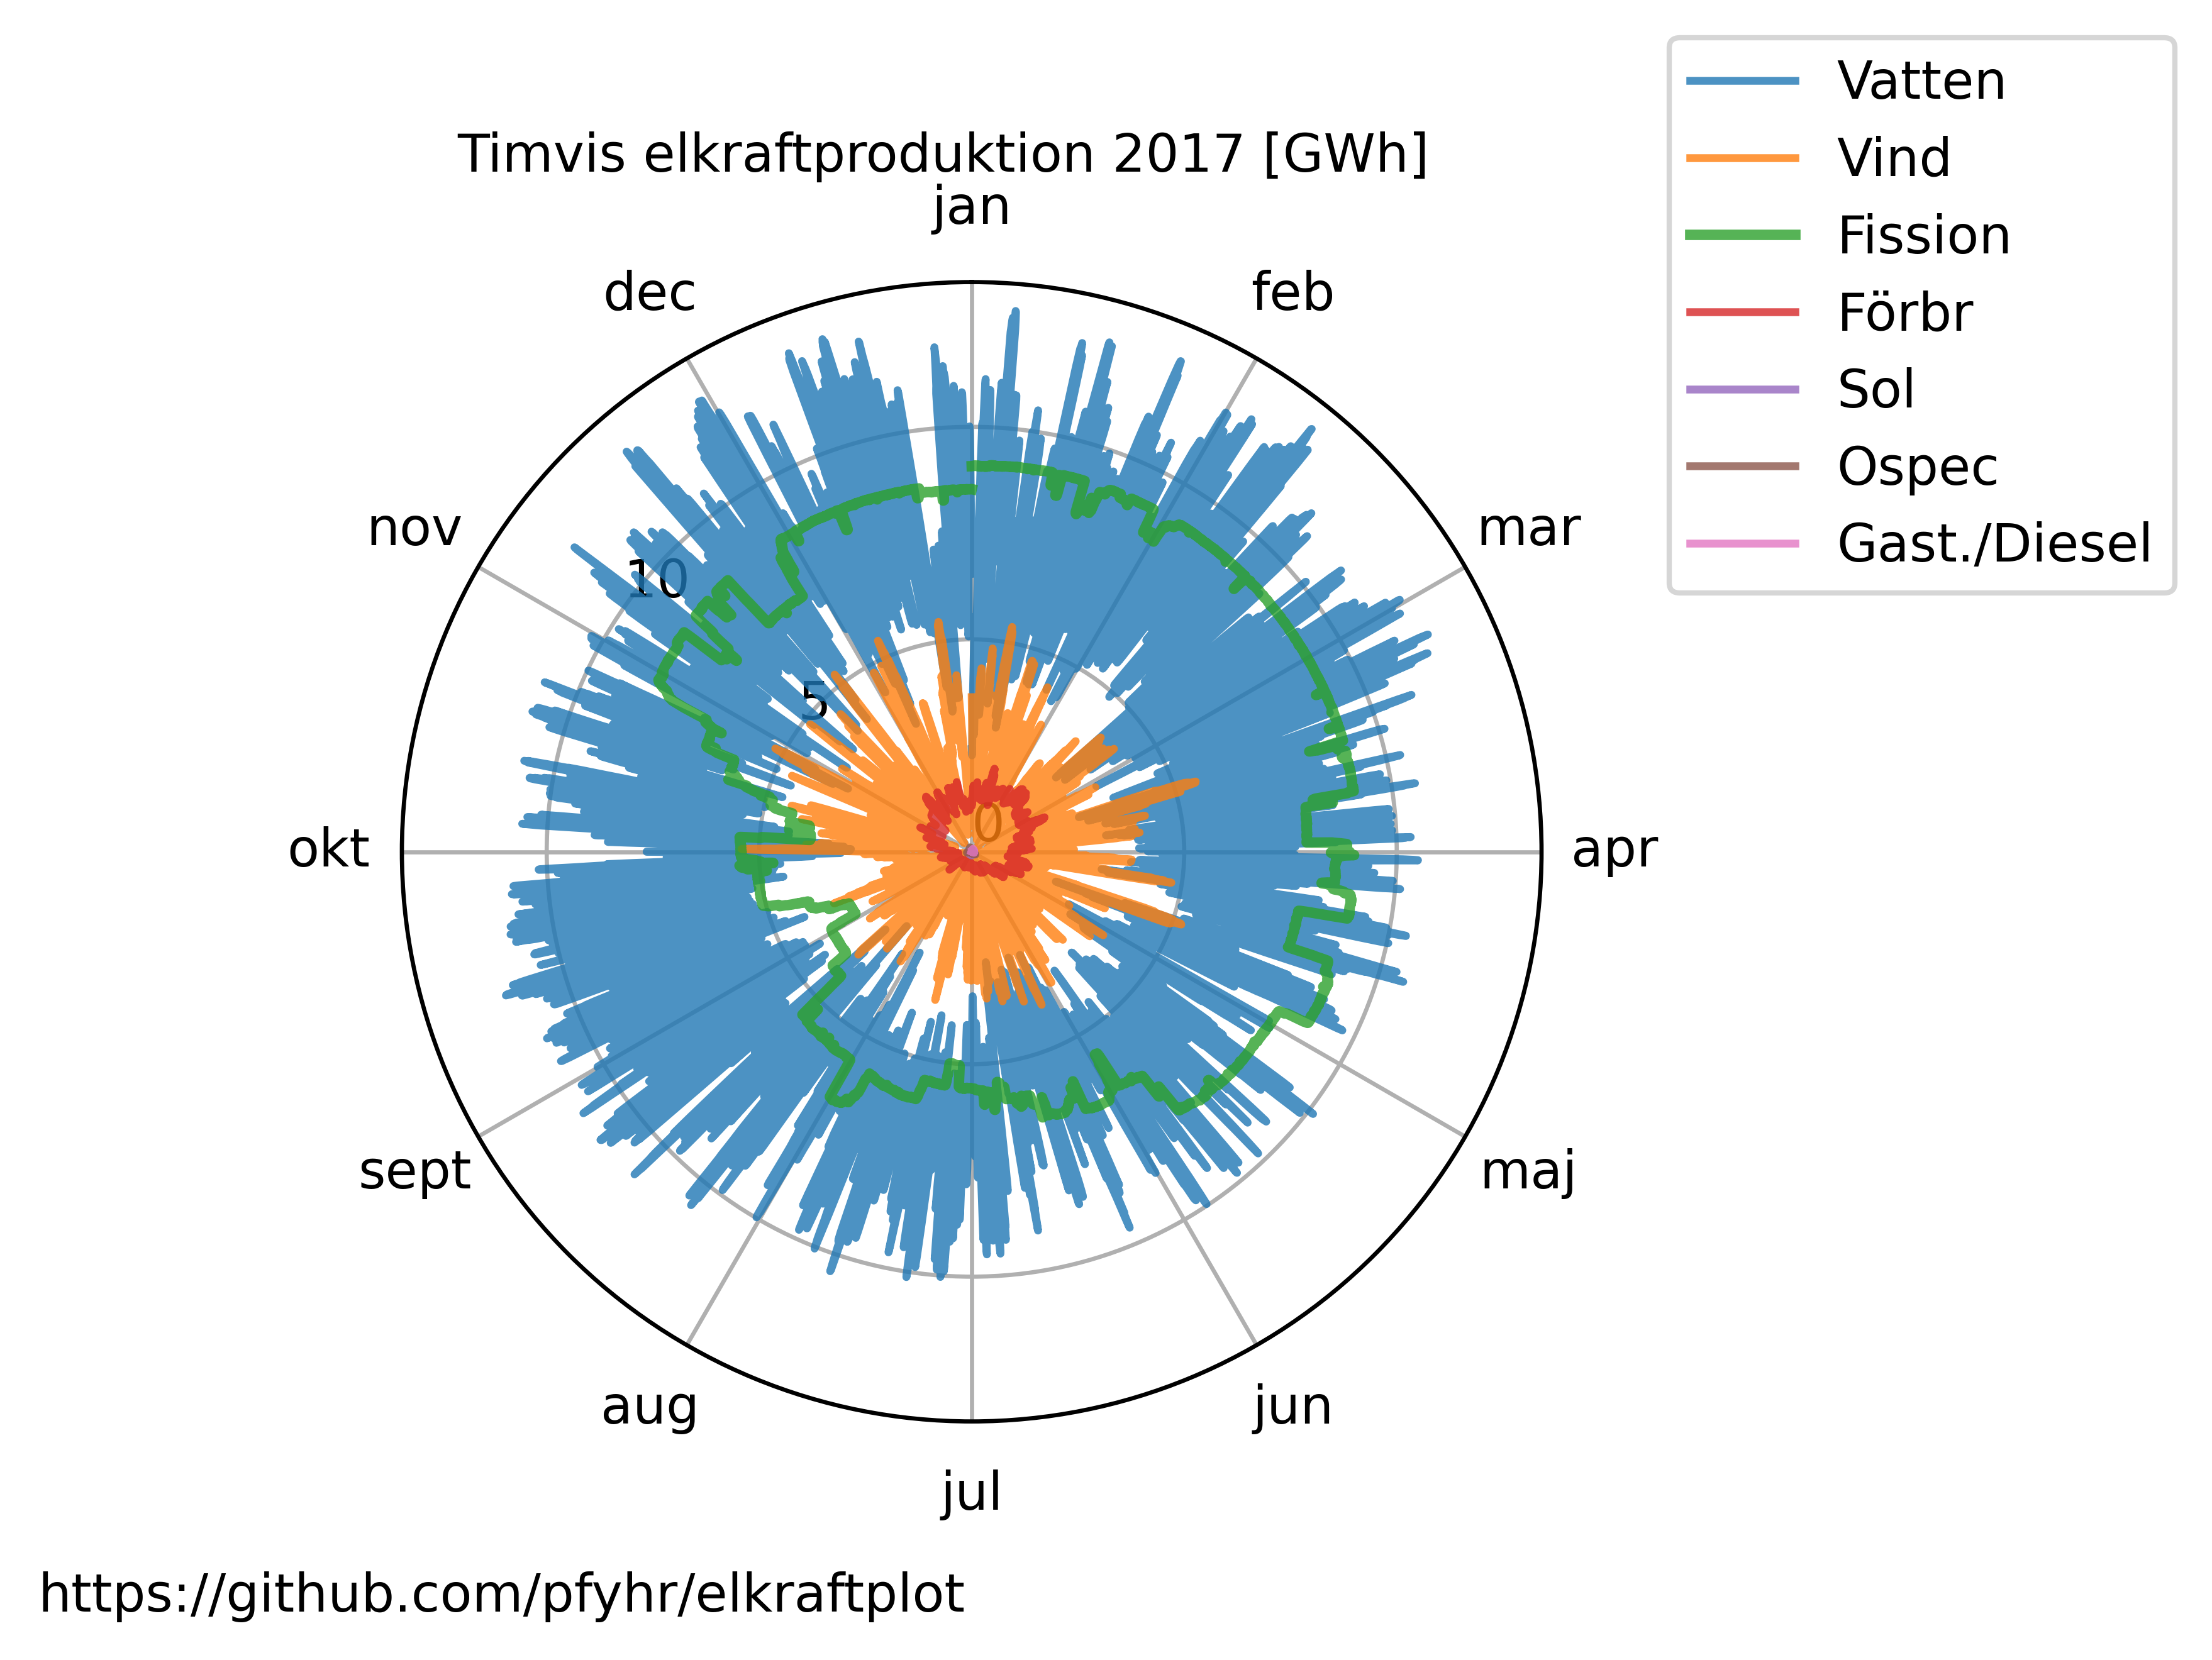 Timvis elkraftproduktion 2017 [GWh]
jan
feb
mar
apr
maj
jun
jul
aug
sept
okt
nov
dec
10
5
0
Vatten
Vind
Fission
Förbr
Sol
Ospec
Gast./Diesel
https://github.com/pfyhr/elkraftplot